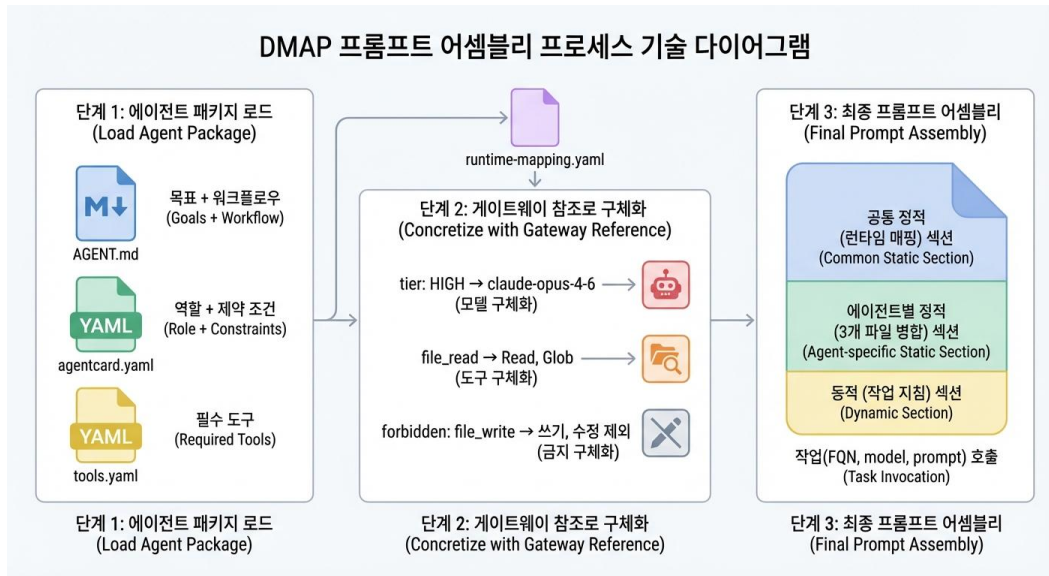 DMAP 프롬프트 어셈블리 프로세스 기술 다이어그램
단계 1: 에이전트 패키지 로드
(Load Agent Package)
M↓
AGENT.md
목표 + 워크플로우
(Goals + Workflow)
YAML
agentcard.yaml
역할 + 제약 조건
(Role + Constraints)
YAML
tools.yaml
필수 도구
(Required Tools)
단계 1: 에이전트 패키지 로드
(Load Agent Package)
runtime-mapping.yaml
단계 2: 게이트웨이 참조로 구체화
(Concretize with Gateway Reference)
tier: HIGH → claude-opus-4-6
(모델 구체화)
file_read → Read, Glob
(도구 구체화)
forbidden: file_write → 쓰기, 수정 제외
(금지 구체화)
단계 2: 게이트웨이 참조로 구체화
(Concretize with Gateway Reference)
단계 3: 최종 프롬프트 어셈블리
(Final Prompt Assembly)
공통 정적
(런타임 매핑) 섹션
(Common Static Section)
에이전트별 정적
(3개 파일 병합) 섹션
(Agent-specific Static Section)
동적 (작업 지침) 섹션
(Dynamic Section)
작업(FQN, model, prompt) 호출
(Task Invocation)
단계 3: 최종 프롬프트 어셈블리
(Final Prompt Assembly)